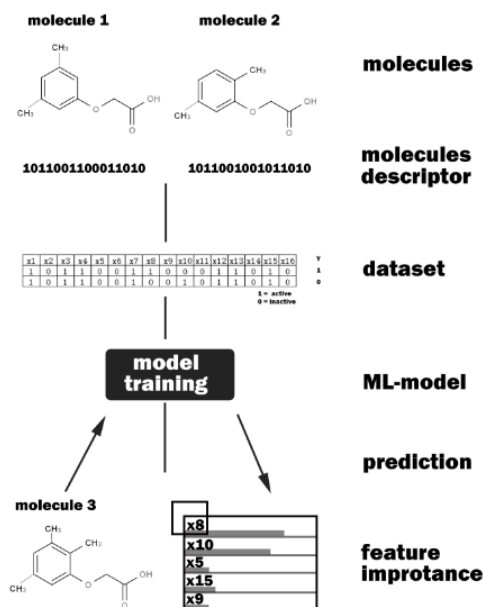 molecule 1 molecule 2
molecules
CH₃ CH₃
CH₃ O OH O
CH₃ O OH O
1011001100011010 1011001001011010
molecules
descriptor
x1 x2 x3 x4 x5 x6 x7 x8 x9 x10 x11 x12 x13 x14 x15 x16 Y
1 0 1 1 0 0 1 1 0 0 0 1 1 0 1 0 1
1 0 1 1 0 0 1 0 0 1 0 1 1 0 1 0 0
dataset
1 = active
0 = inactive
model
training
ML-model
prediction
molecule 3
CH₃
CH₃
CH₃ O OH
O
x8
x10
x5
x15
x9
feature
improtance